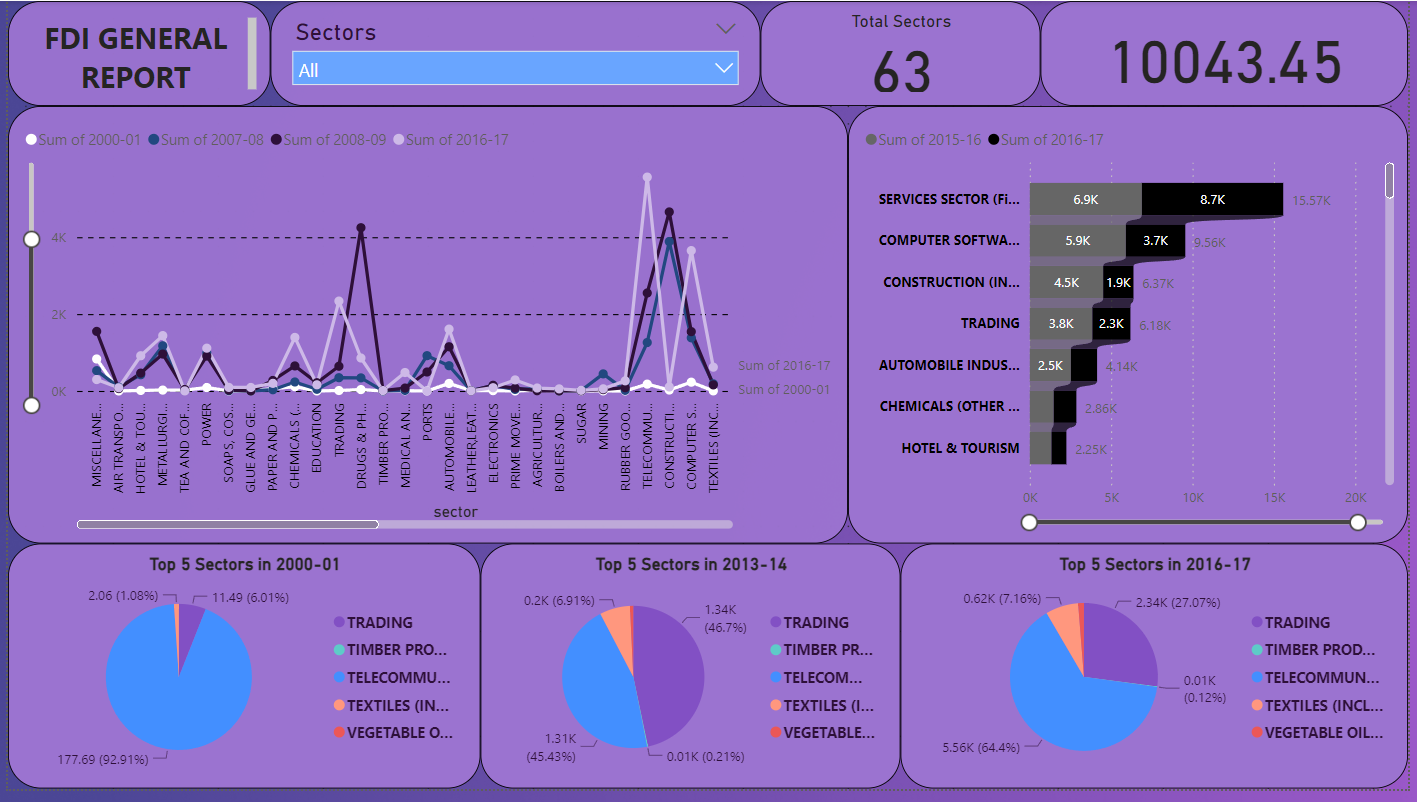 FDI GENERAL
REPORT
Sectors
All
Total Sectors
63
10043.45
Sum of 2000-01 Sum of 2007-08 Sum of 2008-09 Sum of 2016-17
4K
2K
0K
Sum of 2016-17
Sum of 2000-01
MISCELLANE...
AIR TRANSPO...
HOTEL & TOU...
METALLURGI...
TEA AND COF...
POWER
SOAPS, COS...
GLUE AND GE...
PAPER AND P...
CHEMICALS (...
EDUCATION
TRADING
DRUGS & PH...
TIMBER PRO...
MEDICAL AN...
PORTS
AUTOMOBILE...
LEATHER,LEAT...
ELECTRONICS
PRIME MOVE...
AGRICULTUR...
BOILERS AND...
SUGAR
MINING
RUBBER GOO...
TELECOMMU...
CONSTRUCTI...
COMPUTER S...
TEXTILES (INC...
sector
Sum of 2015-16 Sum of 2016-17
SERVICES SECTOR (Fi... 6.9K 8.7K 15.57K
COMPUTER SOFTWA... 5.9K 3.7K 9.56K
CONSTRUCTION (IN... 4.5K 1.9K 6.37K
TRADING 3.8K 2.3K 6.18K
AUTOMOBILE INDUS... 2.5K 4.14K
CHEMICALS (OTHER ... 2.86K
HOTEL & TOURISM 2.25K
0K 5K 10K 15K 20K
Top 5 Sectors in 2000-01
2.06 (1.08%)
11.49 (6.01%)
177.69 (92.91%)
TRADING
TIMBER PRO...
TELECOMMU...
TEXTILES (IN...
VEGETABLE O...
Top 5 Sectors in 2013-14
0.2K (6.91%)
1.34K
(46.7%)
1.31K
(45.43%)
0.01K (0.21%)
TRADING
TIMBER PR...
TELECOM...
TEXTILES (I...
VEGETABLE...
Top 5 Sectors in 2016-17
0.62K (7.16%)
2.34K (27.07%)
0.01K
(0.12%)
5.56K (64.4%)
TRADING
TIMBER PROD...
TELECOMMUN...
TEXTILES (INCL...
VEGETABLE OIL...